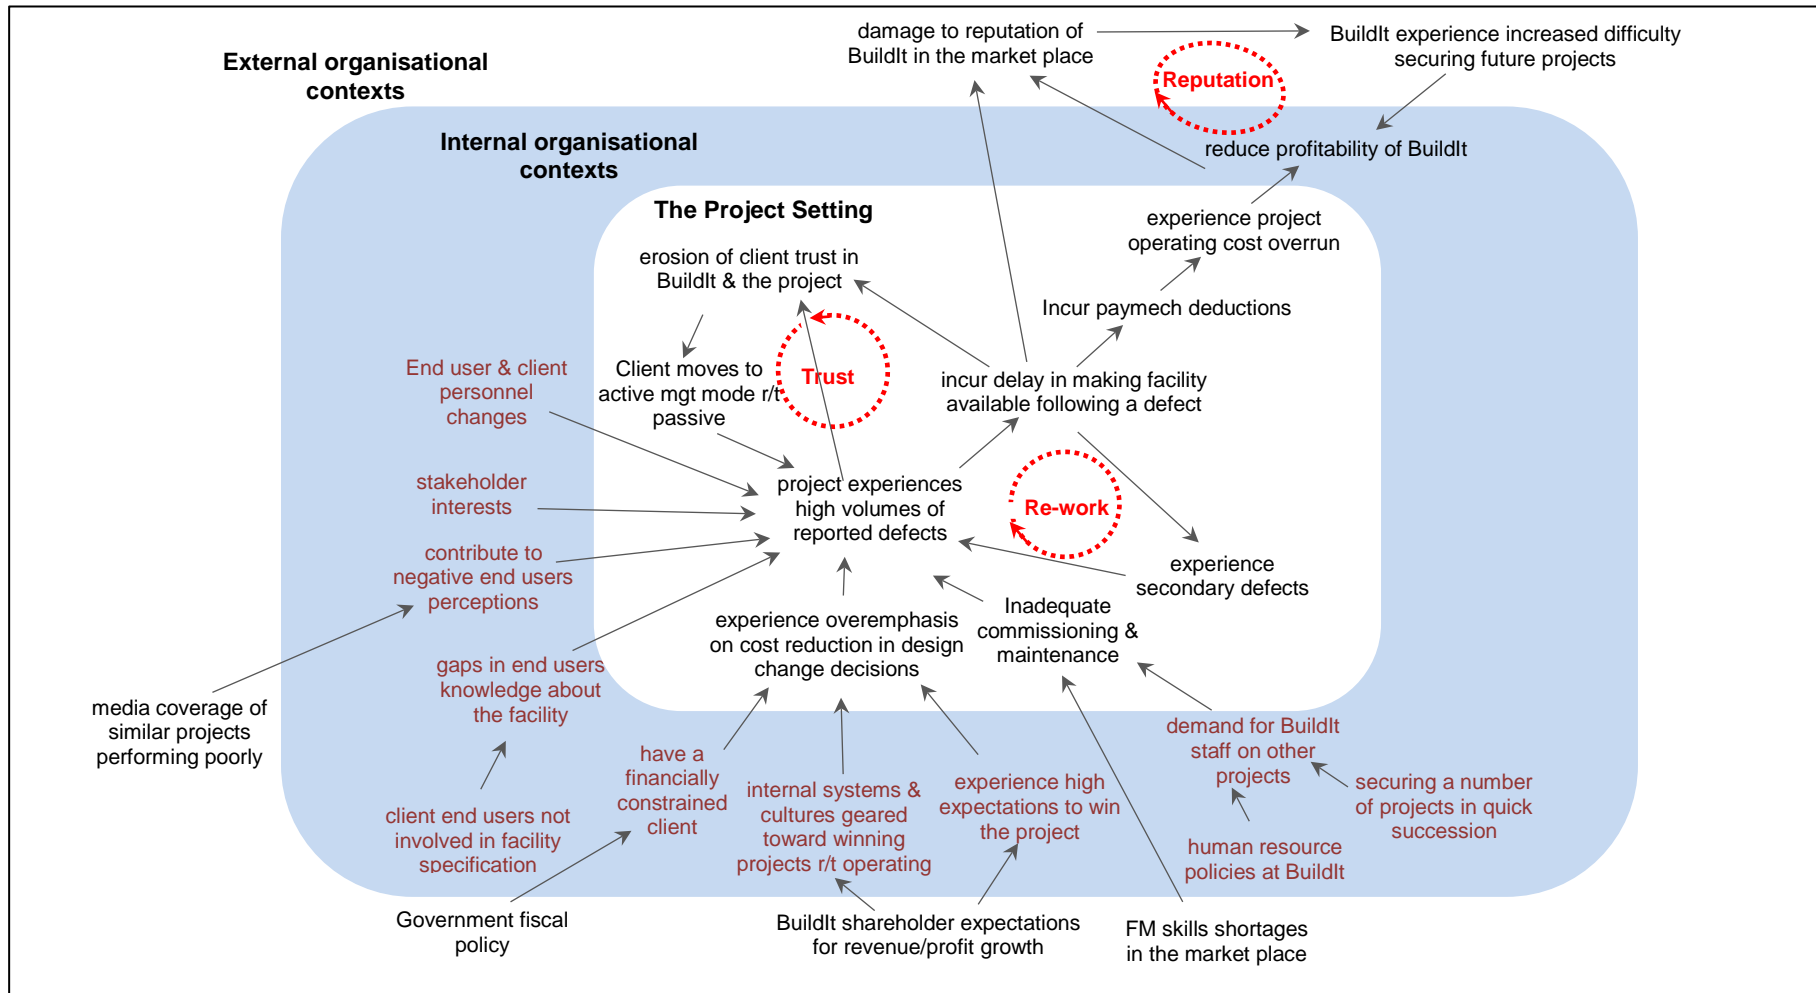 damage to reputation of
BuildIt in the market place
BuildIt experience increased difficulty
securing future projects
External organisational
contexts
Reputation
Internal organisational
contexts
reduce profitability of BuildIt
The Project Setting
experience project
operating cost overrun
erosion of client trust in
BuildIt & the project
Incur paymech deductions
End user & client
personnel
changes
Client moves to
active mgt mode r/t
passive
Trust
incur delay in making facility
available following a defect
stakeholder
interests
project experiences
high volumes of
reported defects
Re-work
contribute to
negative end users
perceptions
experience
secondary defects
experience overemphasis
on cost reduction in design
change decisions
Inadequate
commissioning &
maintenance
gaps in end users
knowledge about
the facility
media coverage of
similar projects
performing poorly
have a
financially
constrained
client
internal systems &
cultures geared
toward winning
projects r/t operating
experience high
expectations to win
the project
demand for BuildIt
staff on other
projects
securing a number
of projects in quick
succession
client end users not
involved in facility
specification
human resource
policies at BuildIt
Government fiscal
policy
BuildIt shareholder expectations
for revenue/profit growth
FM skills shortages
in the market place